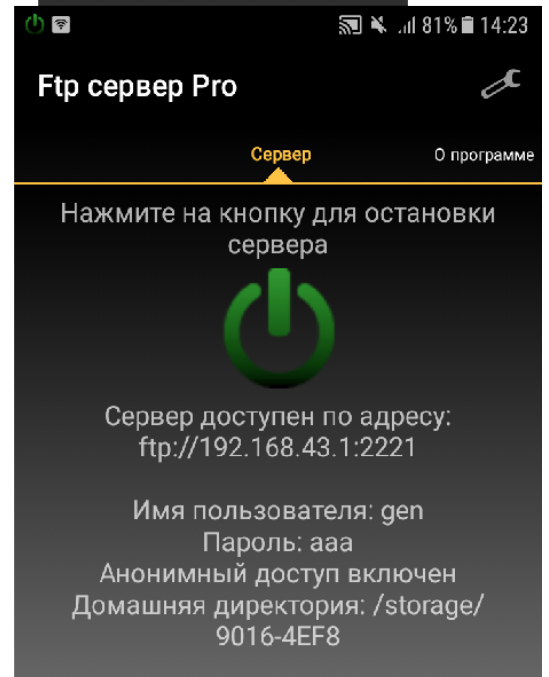 81% 14:23
Ftp сервер Pro
Сервер
О программе
Нажмите на кнопку для остановки
сервера
Сервер доступен по адресу:
ftp://192.168.43.1:2221
Имя пользователя: gen
Пароль: aaa
Анонимный доступ включен
Домашняя директория: /storage/
9016-4EF8